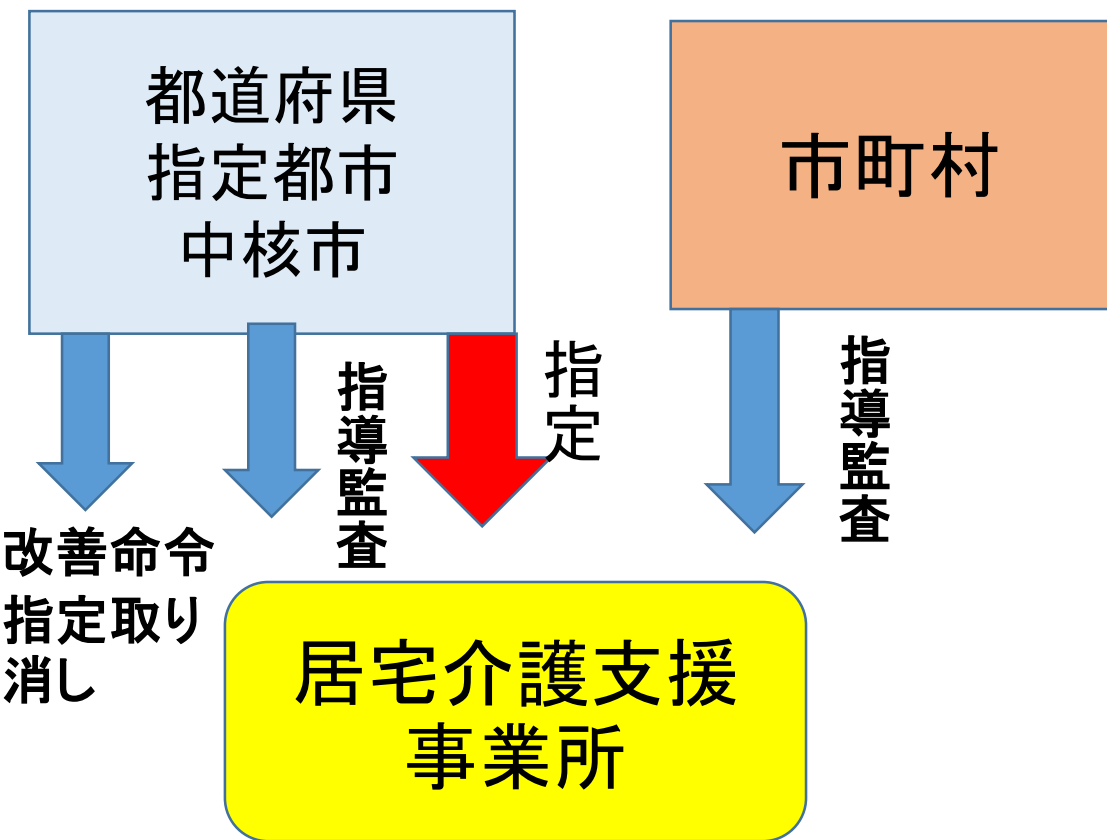 都道府県
指定都市
中核市
市町村
指導監査
指定
指導監査
改善命令
指定取り
消し
居宅介護支援
事業所